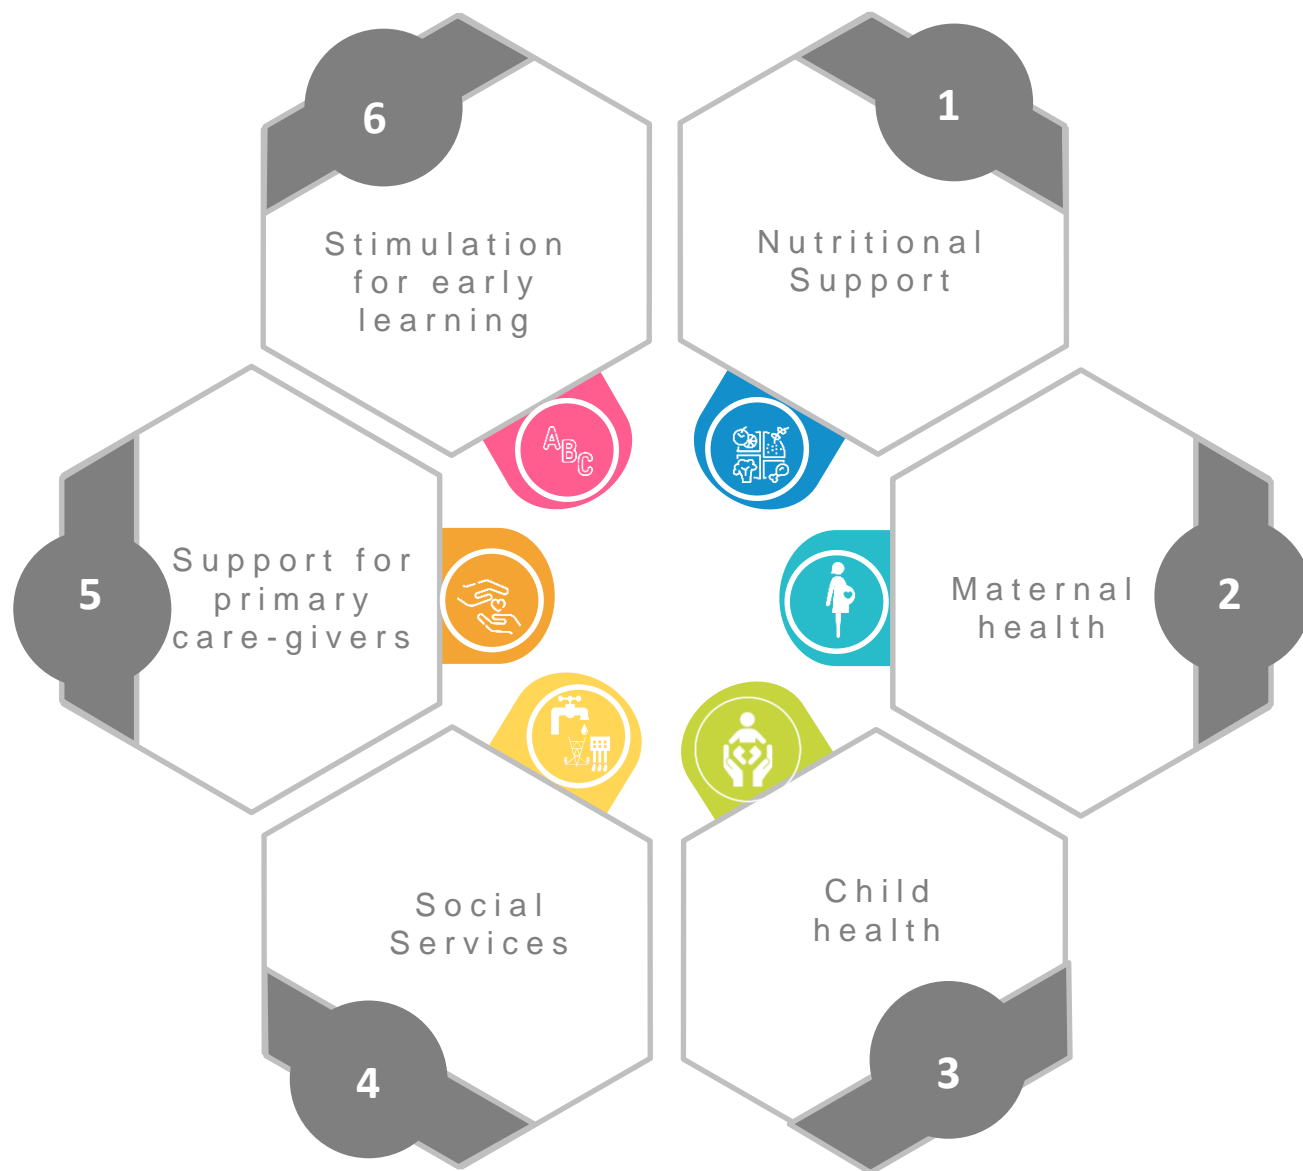 1
Nutritional
Support
2
Maternal
health
3
Child
health
4
Social
Services
5
Support for
primary
care-givers
6
Stimulation
for early
learning
A
B
C